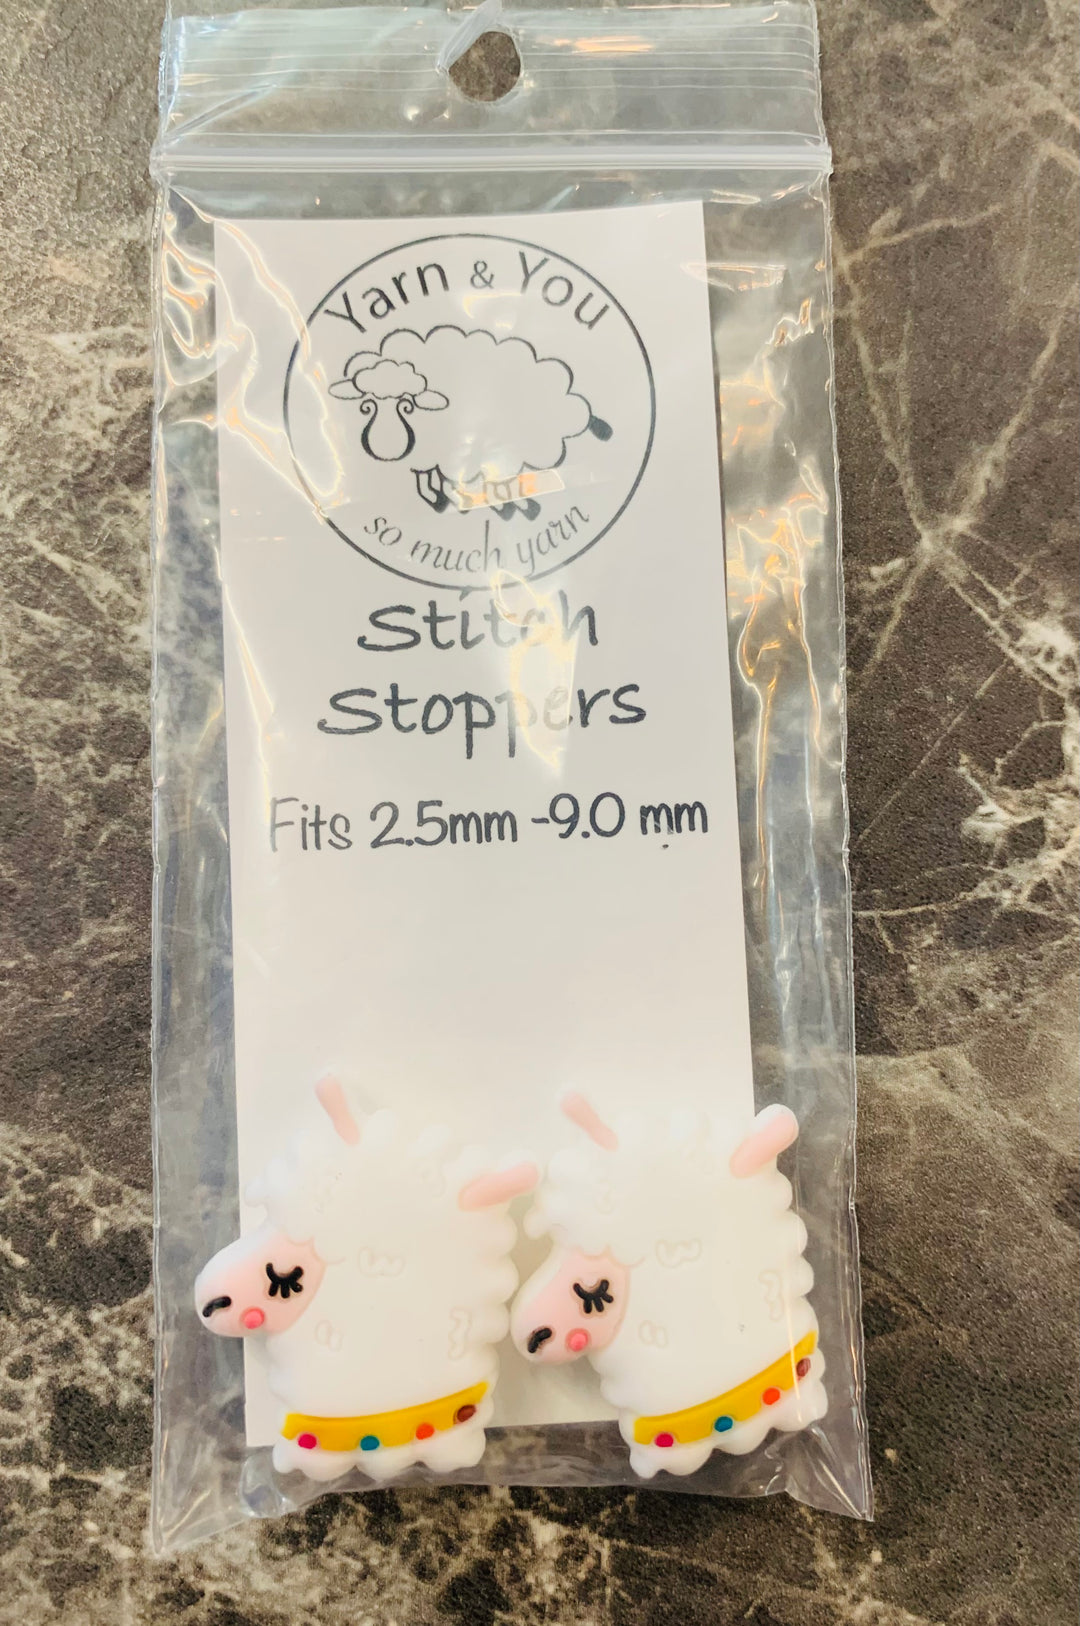 Yarn & You
so much yarn
Stitch
Stoppers
Fits 2.5mm -9.0 mm